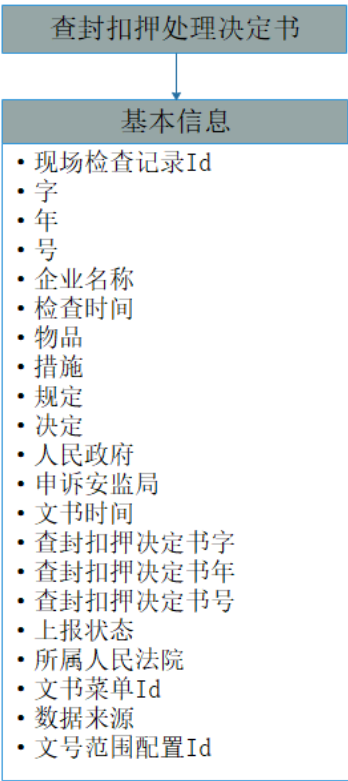 查封扣押处理决定书
基本信息
• 现场检查记录Id
• 字
• 年
• 号
• 企业名称
• 检查时间
• 物品
• 措施
• 规定
• 决定
• 人民政府
• 申诉安监局
• 文书时间
• 查封扣押决定书字
• 查封扣押决定书年
• 查封扣押决定书号
• 上报状态
• 所属人民法院
• 文书菜单Id
• 数据来源
• 文号范围配置Id